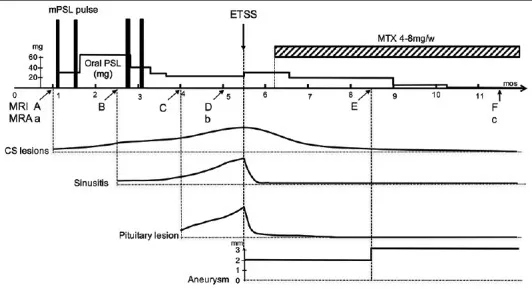 mPSL pulse
ETSS
MTX 4-8mg/w
mg
60
40
20
Oral PSL
(mg)
0 1 2 3 4 5 6 7 8 9 10 11 mos
MRI A B C D E F
MRA a b c
CS lesions
Sinusitis
Pituitary lesion
mm
3
2
1
Aneurysm 0